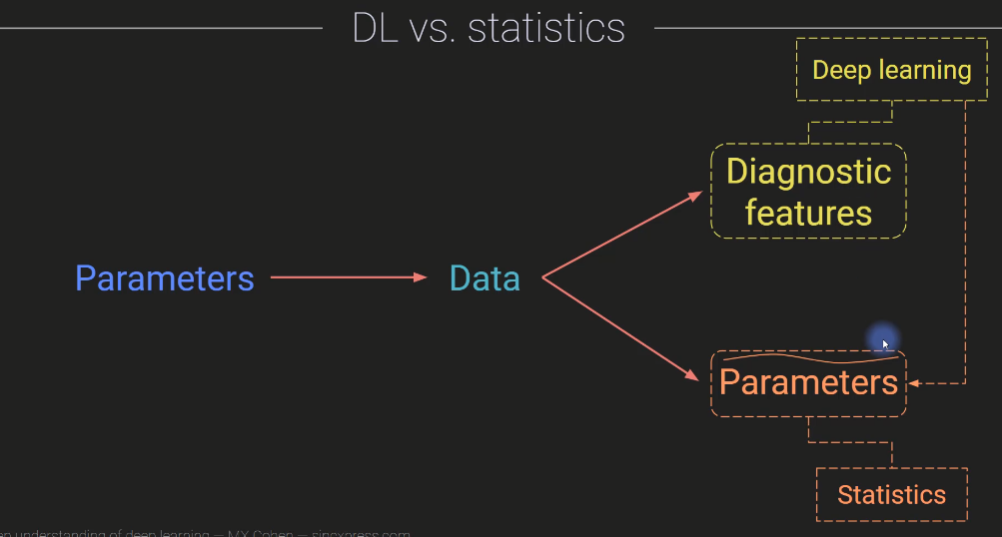 DL vs. statistics
Deep learning
Diagnostic
features
Parameters
Data
Parameters
Statistics
understanding of deep learning — MX Cohen — sincxpress.com